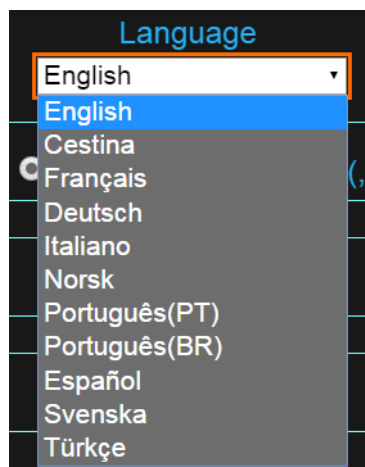 Language
English
English
Cestina
(,
Français
Deutsch
Italiano
Norsk
Português(PT)
Português(BR)
Español
Svenska
Türkçe